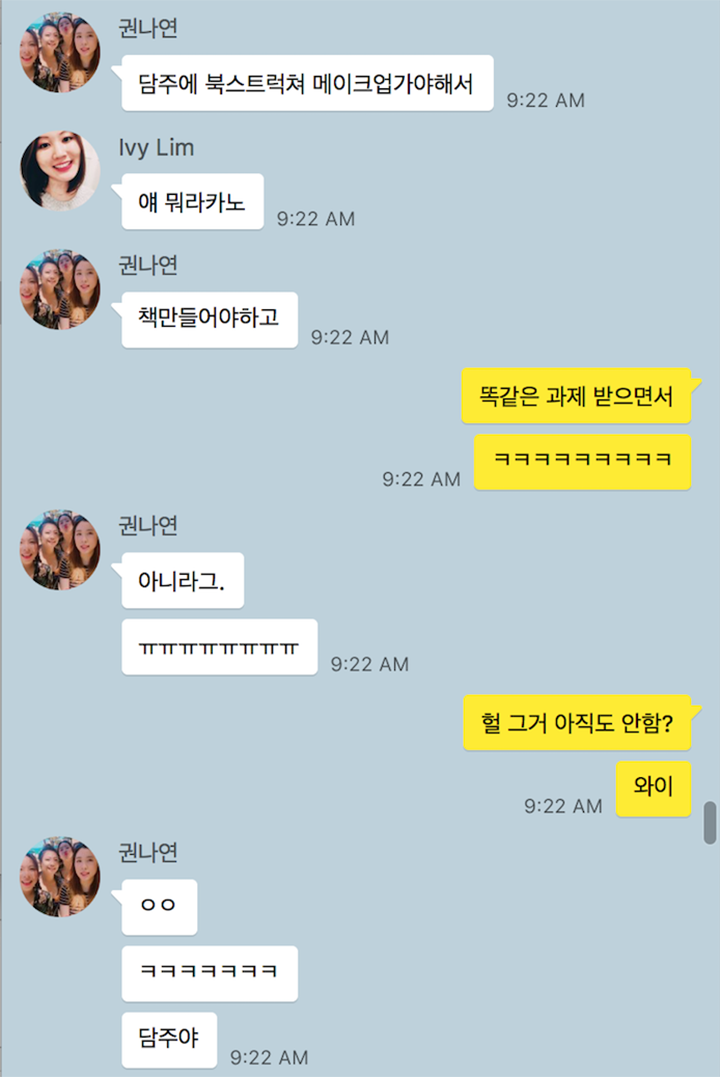 권나연
담주에 북스트럭쳐 메이크업가야해서
9:22 AM
Ivy Lim
얘 뭐라카노
9:22 AM
권나연
책만들어야하고
9:22 AM
똑같은 과제 받으면서
ㅋㅋㅋㅋㅋㅋㅋㅋㅋ
9:22 AM
권나연
아니라그.
ㅠㅠㅠㅠㅠㅠㅠㅠ
9:22 AM
헐 그거 아직도 안함?
와이
9:22 AM
권나연
ㅇㅇ
ㅋㅋㅋㅋㅋㅋㅋ
담주야
9:22 AM